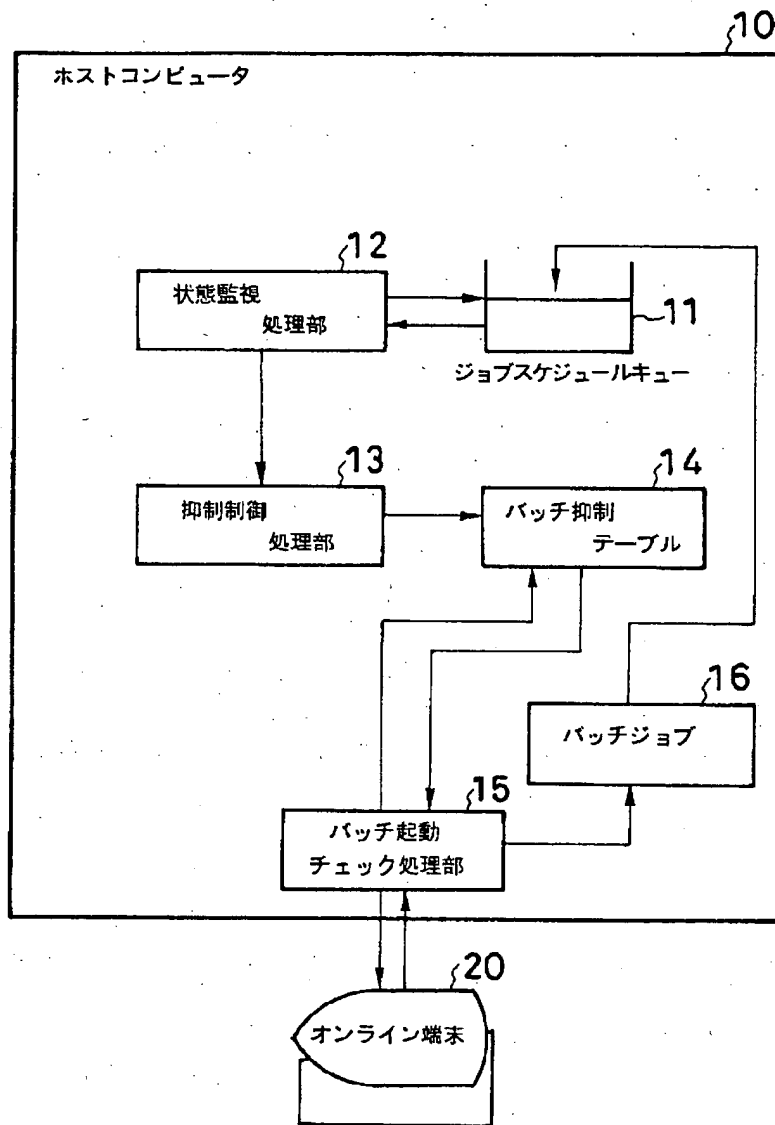 10
ホストコンピュータ
12
状態監視
処理部
11
ジョブスケジュールキュー
13
抑制制御
処理部
14
バッチ抑制
テーブル
16
バッチジョブ
15
バッチ起動
チェック処理部
20
オンライン端末